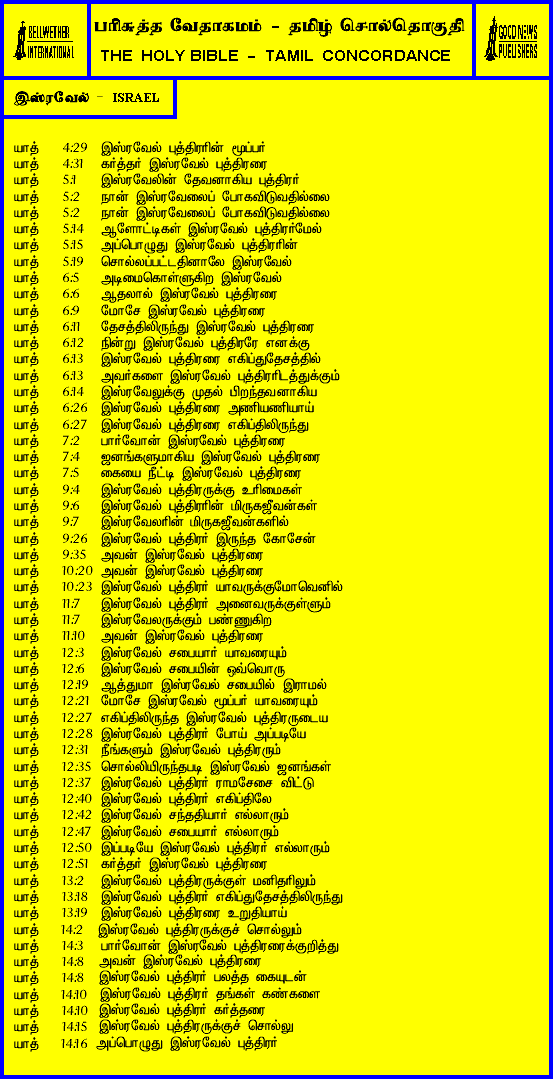 BELLWETHER INTERNATIONAL
பரிசுத்த வேதாகமம் - தமிழ் சொல்தொகுதி
THE HOLY BIBLE - TAMIL CONCORDANCE
GOOD NEWS PUBLISHERS
இஸ்ரவேல் - ISRAEL
யாத் 4:29 இஸ்ரவேல் புத்திரரின் மூப்பர்
யாத் 4:31 கர்த்தர் இஸ்ரவேல் புத்திரரை
யாத் 5:1 இஸ்ரவேலின் தேவனாகிய புத்திரர்
யாத் 5:2 நான் இஸ்ரவேலைப் போகவிடுவதில்லை
யாத் 5:2 நான் இஸ்ரவேலைப் போகவிடுவதில்லை
யாத் 5:14 ஆளோட்டிகள் இஸ்ரவேல் புத்திரர்மேல்
யாத் 5:15 அப்பொழுது இஸ்ரவேல் புத்திரரின்
யாத் 5:19 சொல்லப்பட்டதினாலே இஸ்ரவேல்
யாத் 6:5 அடிமைகொள்ளுகிற இஸ்ரவேல்
யாத் 6:6 ஆதலால் இஸ்ரவேல் புத்திரரை
யாத் 6:9 மோசே இஸ்ரவேல் புத்திரரை
யாத் 6:11 தேசத்திலிருந்து இஸ்ரவேல் புத்திரரை
யாத் 6:12 நின்று இஸ்ரவேல் புத்திரரே எனக்கு
யாத் 6:13 இஸ்ரவேல் புத்திரரை எகிப்துதேசத்தில்
யாத் 6:13 அவர்களை இஸ்ரவேல் புத்திரரிடத்துக்கும்
யாத் 6:14 இஸ்ரவேலுக்கு முதல் பிறந்தவனாகிய
யாத் 6:26 இஸ்ரவேல் புத்திரரை அணியணியாய்
யாத் 6:27 இஸ்ரவேல் புத்திரரை எகிப்திலிருந்து
யாத் 7:2 பார்வோன் இஸ்ரவேல் புத்திரரை
யாத் 7:4 ஜனங்களுமாகிய இஸ்ரவேல் புத்திரரை
யாத் 7:5 கையை நீட்டி இஸ்ரவேல் புத்திரரை
யாத் 9:4 இஸ்ரவேல் புத்திரருக்கு உரிமைகள்
யாத் 9:6 இஸ்ரவேல் புத்திரரின் மிருகஜீவன்கள்
யாத் 9:7 இஸ்ரவேலரின் மிருகஜீவன்களில்
யாத் 9:26 இஸ்ரவேல் புத்திரர் இருந்த கோசேன்
யாத் 9:35 அவன் இஸ்ரவேல் புத்திரரை
யாத் 10:20 அவன் இஸ்ரவேல் புத்திரரை
யாத் 10:23 இஸ்ரவேல் புத்திரர் யாவருக்குமோவெனில்
யாத் 11:7 இஸ்ரவேல் புத்திரர் அனைவருக்குள்ளும்
யாத் 11:7 இஸ்ரவேலருக்கும் பண்ணுகிற
யாத் 11:10 அவன் இஸ்ரவேல் புத்திரரை
யாத் 12:3 இஸ்ரவேல் சபையார் யாவரையும்
யாத் 12:6 இஸ்ரவேல் சபையின் ஒவ்வொரு
யாத் 12:19 ஆத்துமா இஸ்ரவேல் சபையில் இராமல்
யாத் 12:21 மோசே இஸ்ரவேல் மூப்பர் யாவரையும்
யாத் 12:27 எகிப்திலிருந்த இஸ்ரவேல் புத்திரருடைய
யாத் 12:28 இஸ்ரவேல் புத்திரர் போய் அப்படியே
யாத் 12:31 நீங்களும் இஸ்ரவேல் புத்திரரும்
யாத் 12:35 சொல்லியிருந்தபடி இஸ்ரவேல் ஜனங்கள்
யாத் 12:37 இஸ்ரவேல் புத்திரர் ராமசேசை விட்டு
யாத் 12:40 இஸ்ரவேல் புத்திரர் எகிப்திலே
யாத் 12:42 இஸ்ரவேல் சந்ததியார் எல்லாரும்
யாத் 12:47 இஸ்ரவேல் சபையார் எல்லாரும்
யாத் 12:50 இப்படியே இஸ்ரவேல் புத்திரர் எல்லாரும்
யாத் 12:51 கர்த்தர் இஸ்ரவேல் புத்திரரை
யாத் 13:2 இஸ்ரவேல் புத்திரருக்குள் மனிதரிலும்
யாத் 13:18 இஸ்ரவேல் புத்திரர் எகிப்துதேசத்திலிருந்து
யாத் 13:19 இஸ்ரவேல் புத்திரரை உறுதியாய்
யாத் 14:2 இஸ்ரவேல் புத்திரருக்குச் சொல்லும்
யாத் 14:3 பார்வோன் இஸ்ரவேல் புத்திரரைக்குறித்து
யாத் 14:8 அவன் இஸ்ரவேல் புத்திரரை
யாத் 14:8 இஸ்ரவேல் புத்திரர் பலத்த கையுடன்
யாத் 14:10 இஸ்ரவேல் புத்திரர் தங்கள் கண்களை
யாத் 14:10 இஸ்ரவேல் புத்திரர் கர்த்தரை
யாத் 14:15 இஸ்ரவேல் புத்திரருக்குச் சொல்லு
யாத் 14:16 அப்பொழுது இஸ்ரவேல் புத்திரர்